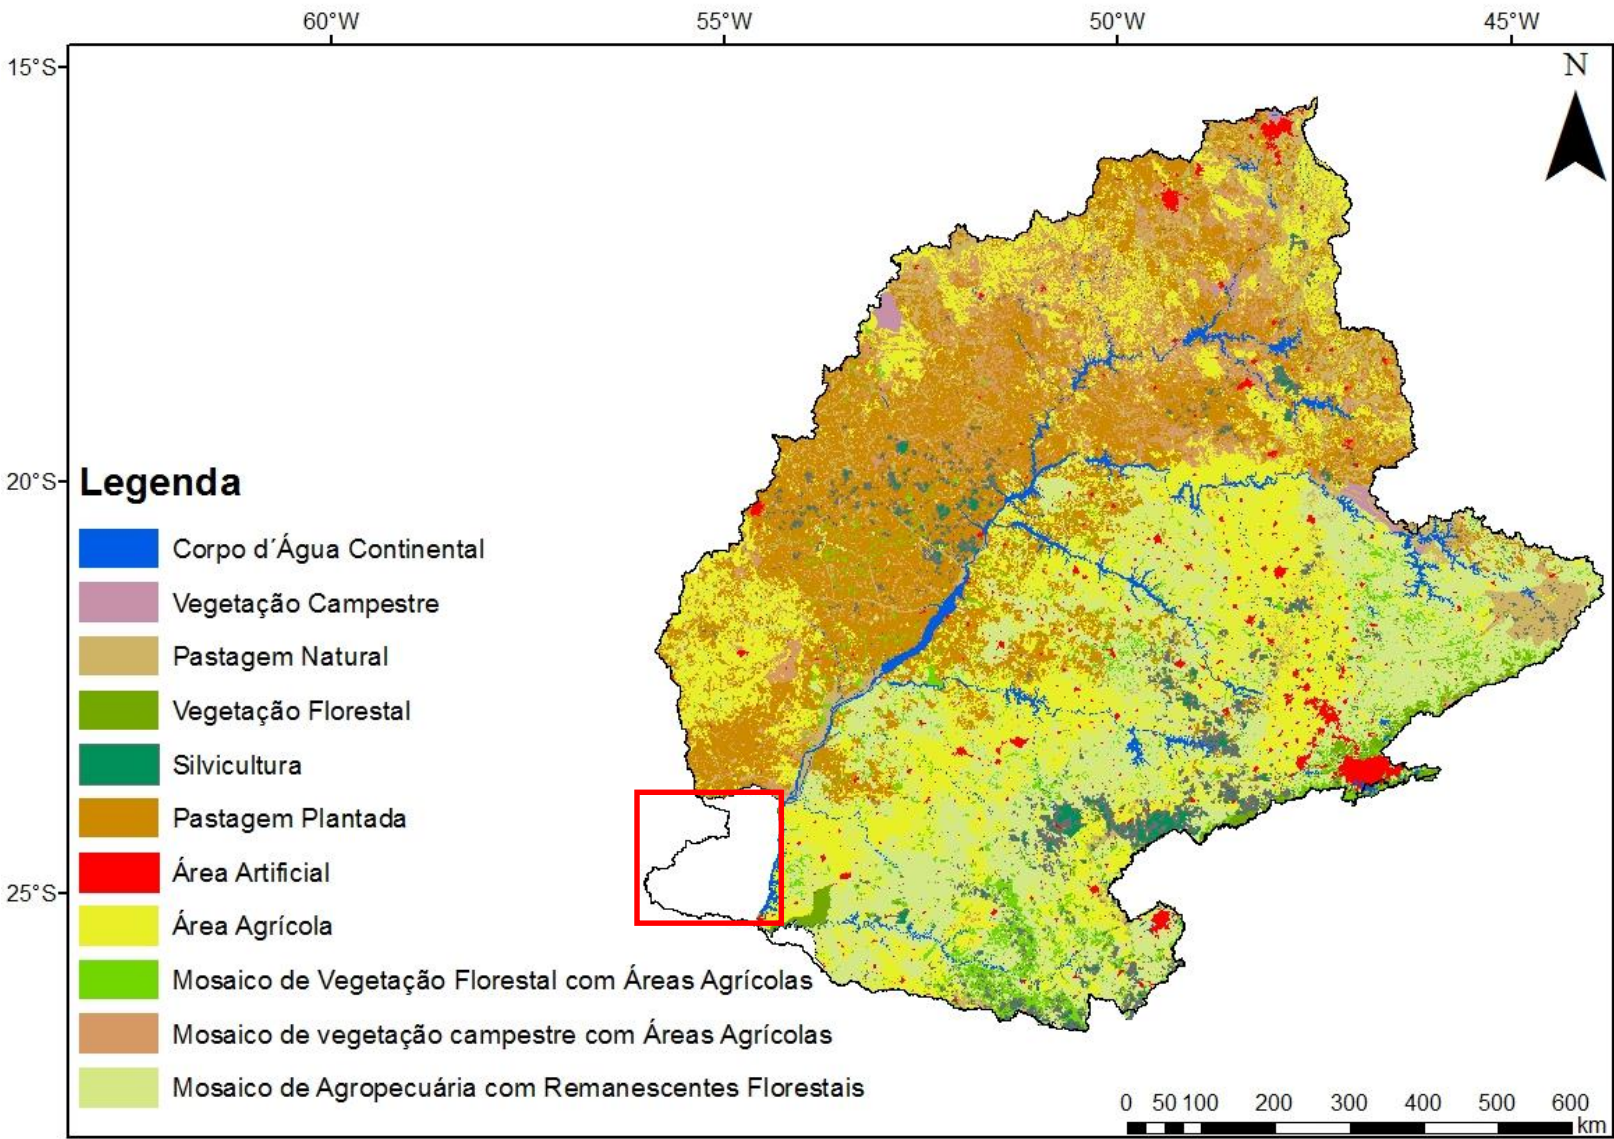 60°W 55°W 50°W 45°W
15°S
N
20°S
Legenda
Corpo d´Água Continental
Vegetação Campestre
Pastagem Natural
Vegetação Florestal
Silvicultura
Pastagem Plantada
Área Artificial
25°S
Área Agrícola
Mosaico de Vegetação Florestal com Áreas Agrícolas
Mosaico de vegetação campestre com Áreas Agrícolas
Mosaico de Agropecuária com Remanescentes Florestais
0 50 100 200 300 400 500 600
km